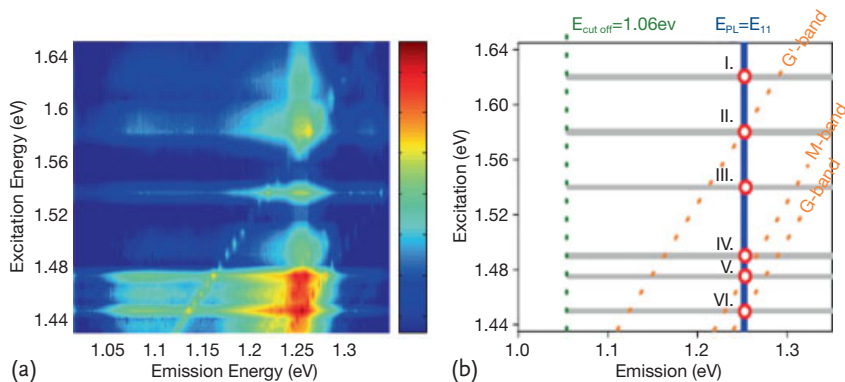 1.64
1.6
1.56
1.52
1.48
1.44
Excitation Energy (eV)
1.05 1.1 1.15 1.2 1.25 1.3
Emission Energy (eV)
(a)
E cut off=1.06ev
EPL=E11
G'-band
M-band
G-band
I.
II.
III.
IV.
V.
VI.
1.64
1.60
1.56
1.52
1.48
1.44
Excitation (eV)
1.0 1.1 1.2 1.3
Emission (eV)
(b)